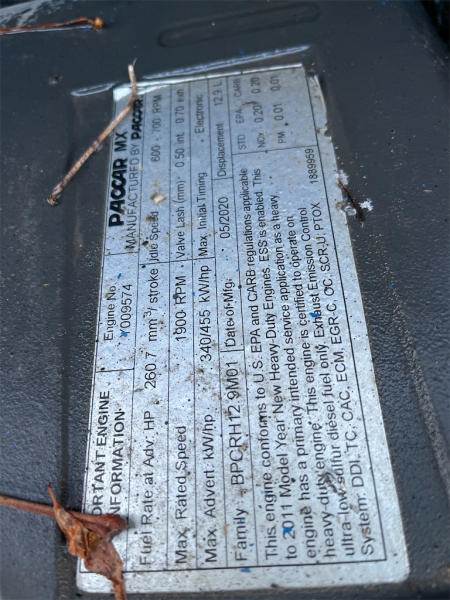 ORTANT ENGINE
INFORMATION
Engine No.
Y009574
PACCAR MX
MANUFACTURED BY PACCAR
Fuel Rate at Adv. HP 260.7 mm³/ stroke Idle Speed 600 - 700 RPM
Max. Rated Speed 1900 RPM Valve Lash (mm) 0.50 int. 0.70 exh
Max. Advert. kW/hp 340/455 kW/hp Max. Initial Timing Electronic
Family BPCRH12.9M01 Date of Mfg. 05/2020 Displacement 12.9 L
This engine conforms to U.S. EPA and CARB regulations applicable
to 2011 Model Year New Heavy-Duty Engines. ESS is enabled. This
engine has a primary intended service application as a heavy
heavy duty engine. This engine is certified to operate on
ultra-low sulfur diesel fuel only. Exhaust Emission Control
System: DDI, TC, CAC, ECM, EGR-C, OC, SCR-U, PTOX
STD EPA CARB
NOx 0.20 0.20
PM 0.01 0.01
1889959